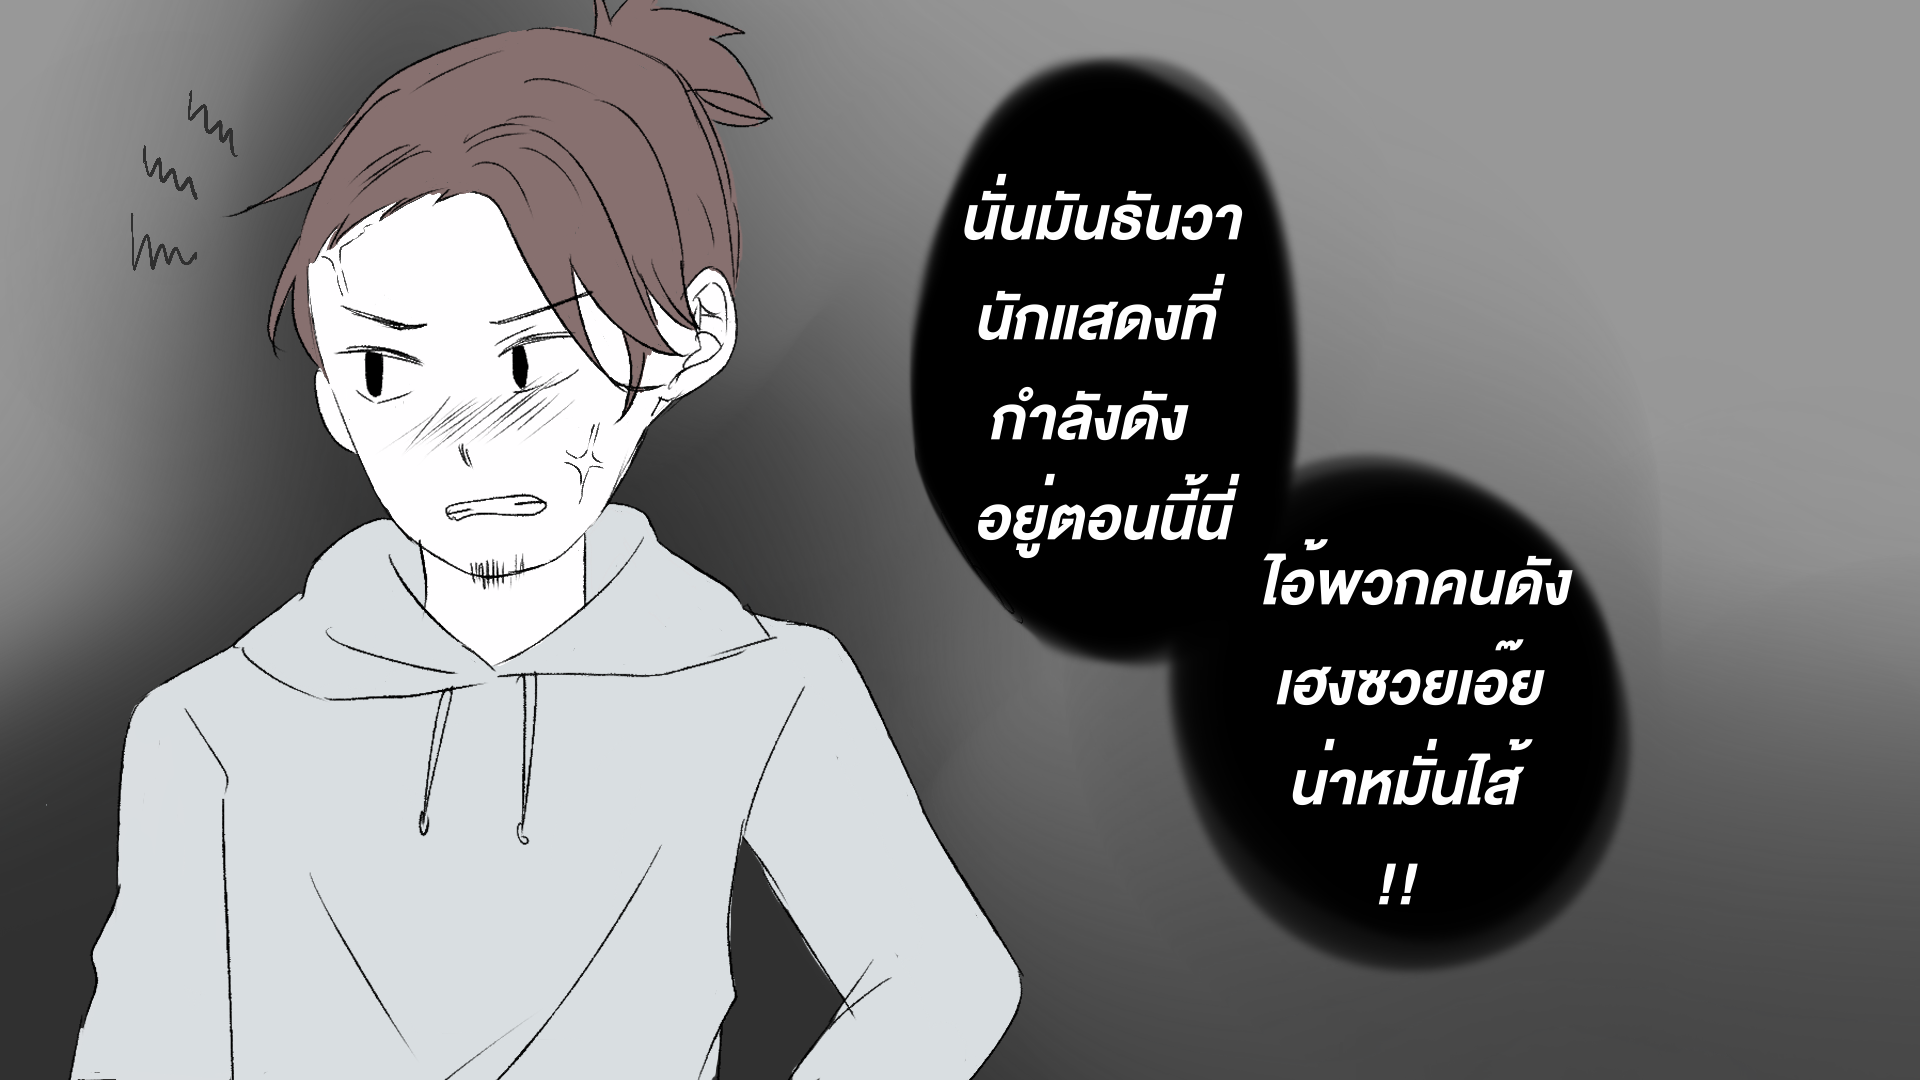 นั่นมันธันวา
นักแสดงที่
กำลังดัง
อยู่ตอนนี้นี่
ไอ้พวกคนดัง
เฮงซวยเอ๊ย
น่าหมั่นไส้
!!